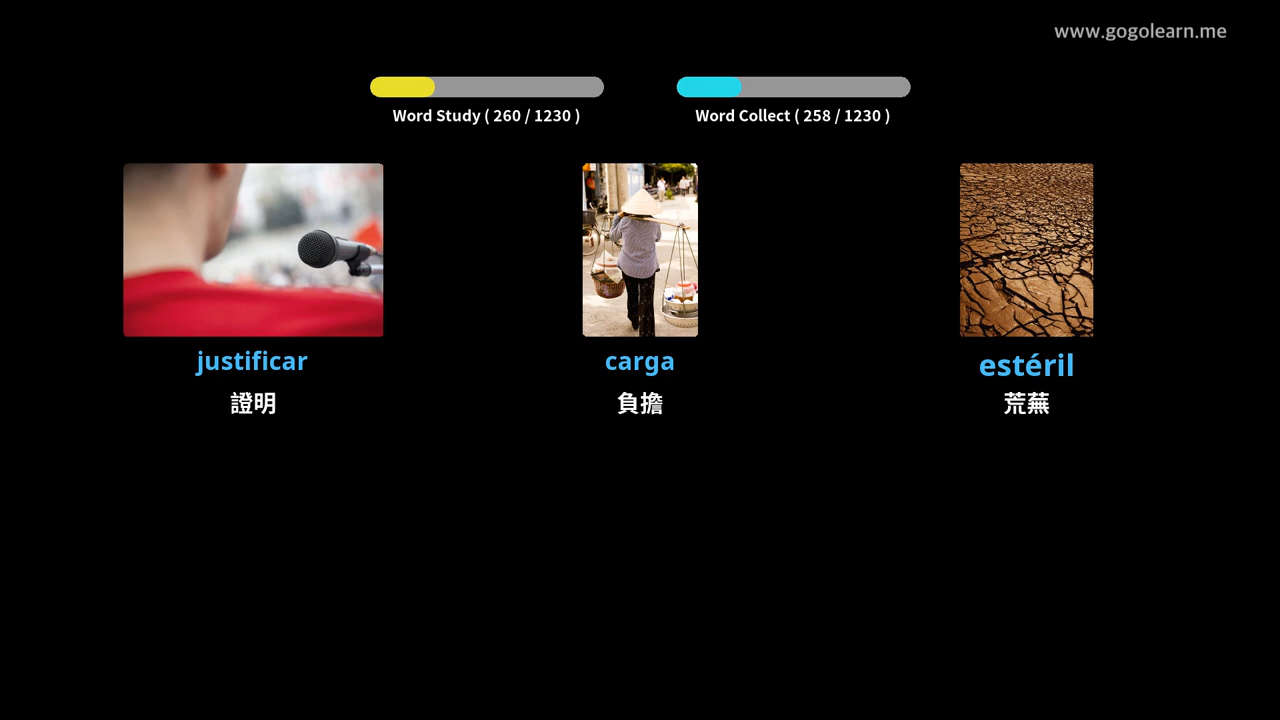 www.gogolearn.me
Word Study ( 260 / 1230 )
Word Collect ( 258 / 1230 )
justificar
證明
carga
負擔
estéril
荒蕪